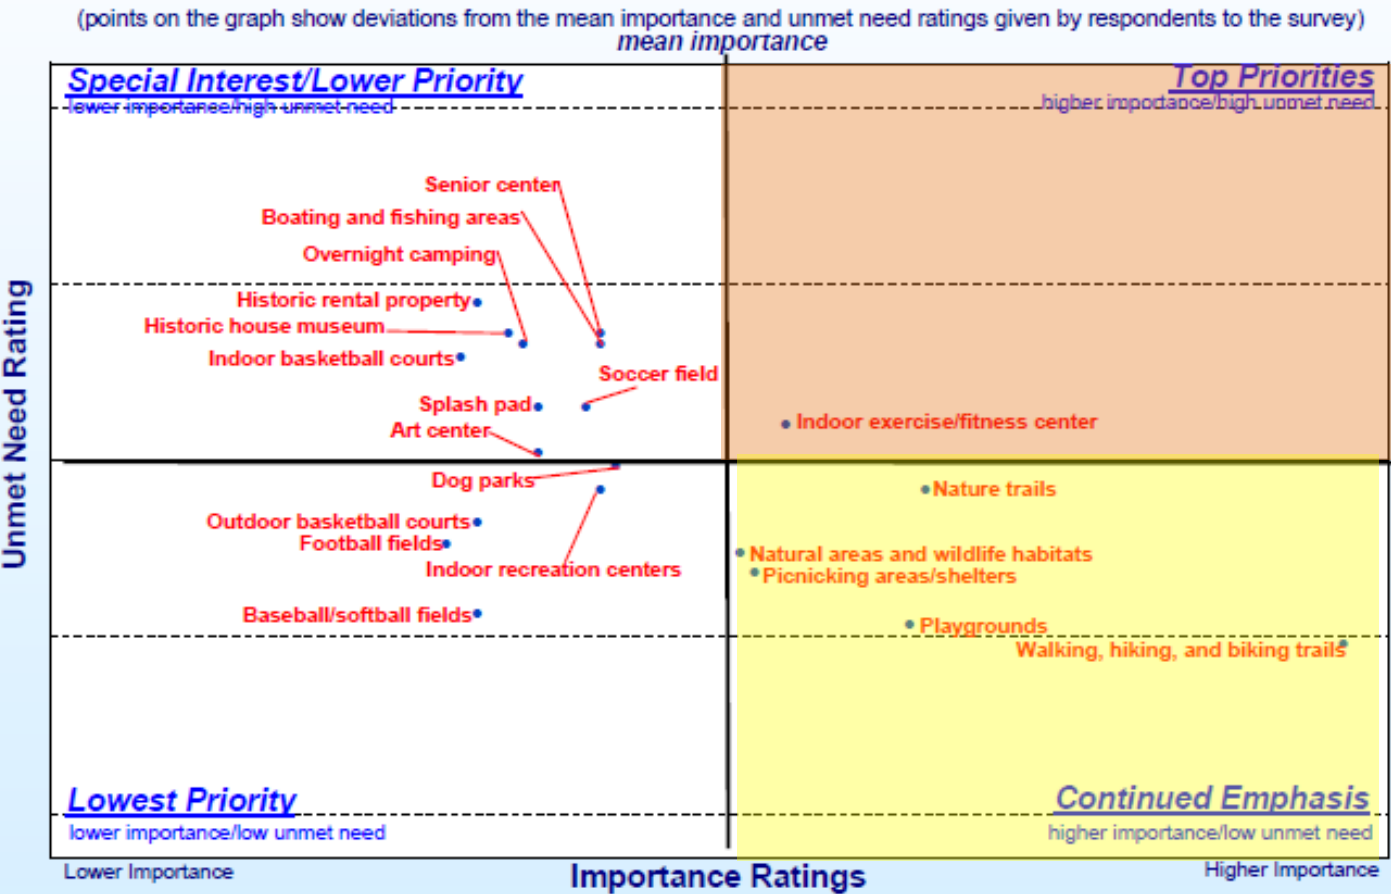 (points on the graph show deviations from the mean importance and unmet need ratings given by respondents to the survey)
mean importance
Special Interest/Lower Priority
lower importance/high unmet need
Top Priorities
higher importance/high unmet need
Senior center
Boating and fishing areas
Overnight camping
Historic rental property
Historic house museum
Indoor basketball courts
Soccer field
Splash pad
Art center
Indoor exercise/fitness center
Unmet Need Rating
Dog parks
Nature trails
Outdoor basketball courts
Football fields
Indoor recreation centers
Natural areas and wildlife habitats
Picnicking areas/shelters
Baseball/softball fields
Playgrounds
Walking, hiking, and biking trails
Lowest Priority
lower importance/low unmet need
Continued Emphasis
higher importance/low unmet need
Lower Importance
Importance Ratings
Higher Importance